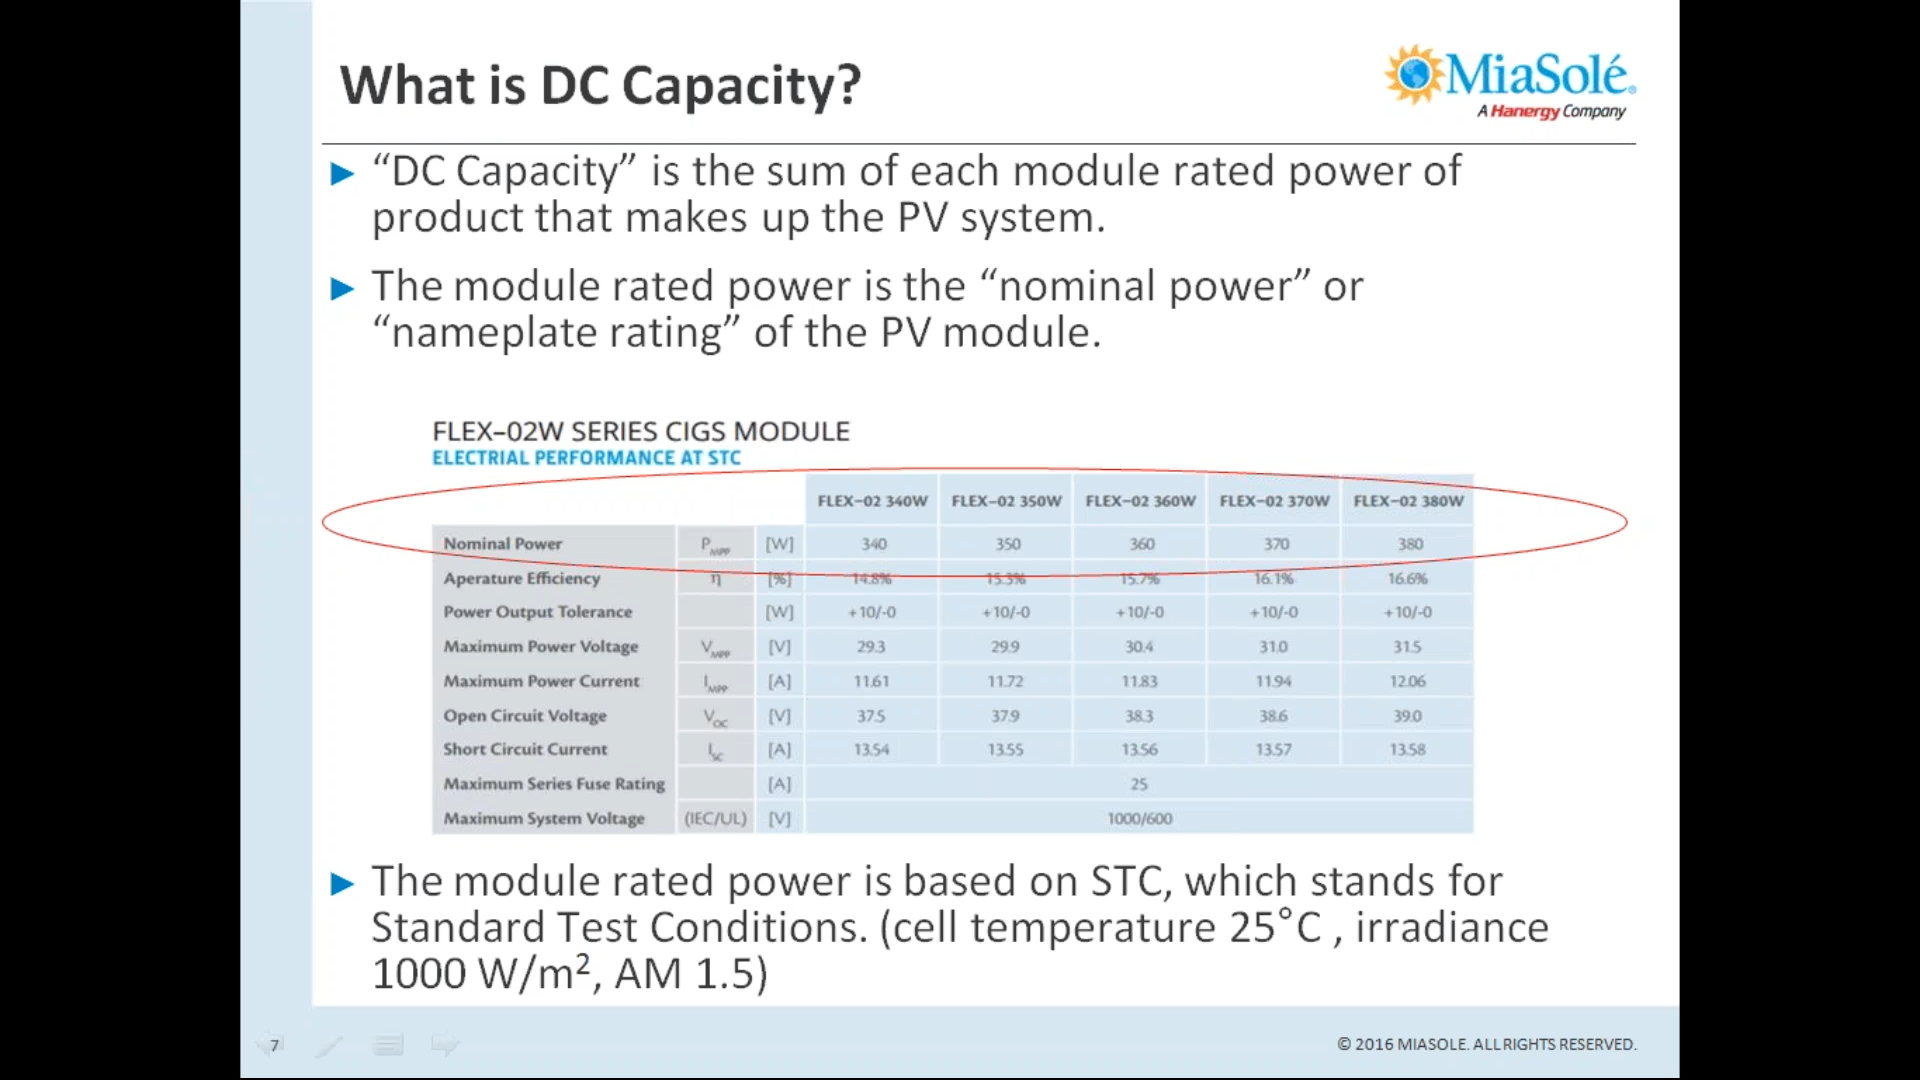 What is DC Capacity?
MiaSolé®
A Hanergy Company
► “DC Capacity” is the sum of each module rated power of
product that makes up the PV system.
► The module rated power is the “nominal power” or
“nameplate rating” of the PV module.
FLEX–02W SERIES CIGS MODULE
ELECTRIAL PERFORMANCE AT STC
FLEX–02 340W FLEX–02 350W FLEX–02 360W FLEX–02 370W FLEX–02 380W
Nominal Power PMPP [W] 340 350 360 370 380
Aperature Efficiency η [%] 14.8% 15.3% 15.7% 16.1% 16.6%
Power Output Tolerance [W] +10/-0 +10/-0 +10/-0 +10/-0 +10/-0
Maximum Power Voltage VMPP [V] 29.3 29.9 30.4 31.0 31.5
Maximum Power Current IMPP [A] 11.61 11.72 11.83 11.94 12.06
Open Circuit Voltage VOC [V] 37.5 37.9 38.3 38.6 39.0
Short Circuit Current ISC [A] 13.54 13.55 13.56 13.57 13.58
Maximum Series Fuse Rating [A] 25
Maximum System Voltage (IEC/UL) [V] 1000/600
► The module rated power is based on STC, which stands for
Standard Test Conditions. (cell temperature 25°C , irradiance
1000 W/m², AM 1.5)
7
© 2016 MIASOLE. ALL RIGHTS RESERVED.